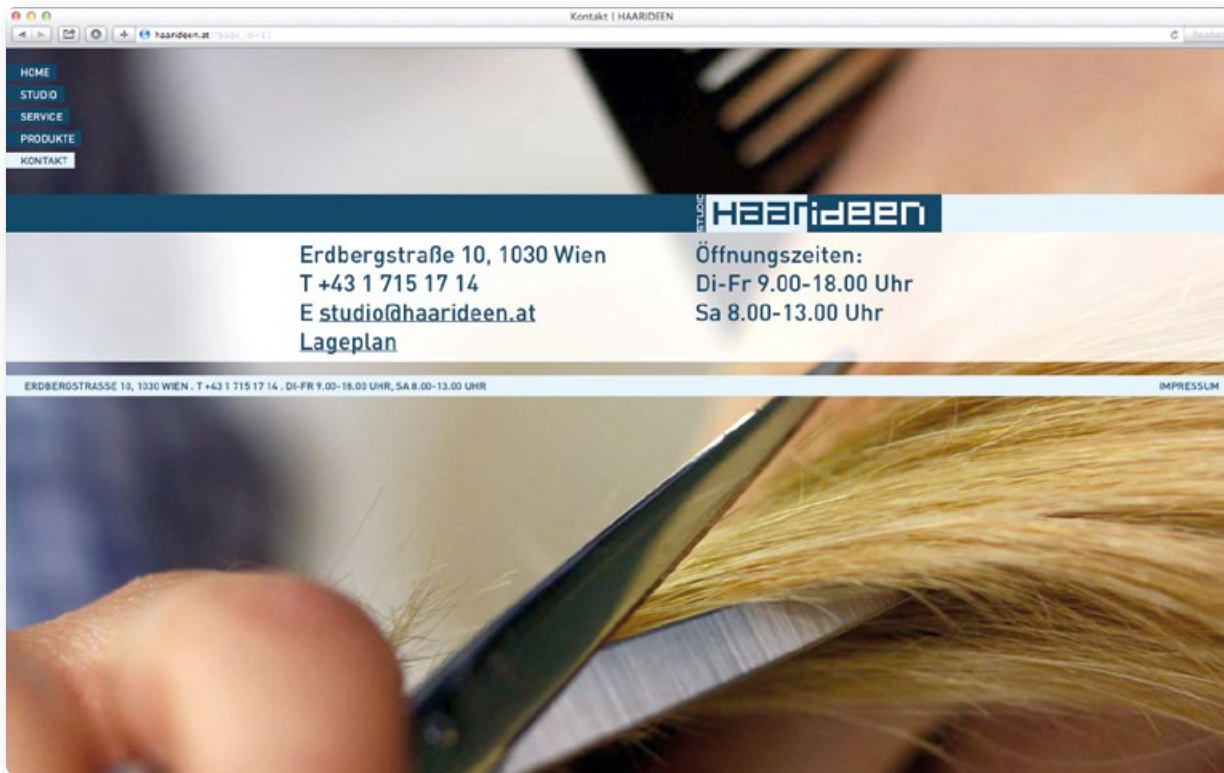 Kontakt | HAARIDEEN
haarideen.at/?page_id=11
Reader
HOME
STUDIO
SERVICE
PRODUKTE
KONTAKT
STUDIO Haarideen
Erdbergstraße 10, 1030 Wien
T +43 1 715 17 14
E studio@haarideen.at
Lageplan
Öffnungszeiten:
Di-Fr 9.00-18.00 Uhr
Sa 8.00-13.00 Uhr
ERDBERGSTRASSE 10, 1030 WIEN . T +43 1 715 17 14 . DI-FR 9.00-18.00 UHR, SA 8.00-13.00 UHR
IMPRESSUM